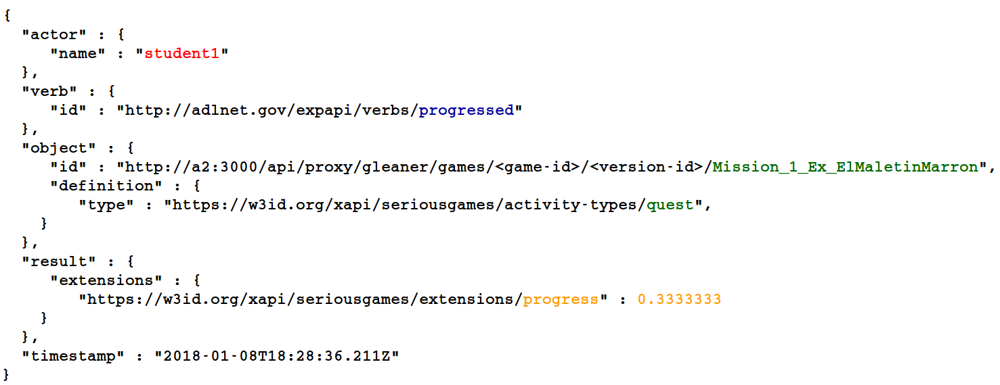 {
  "actor" : {
     "name" : "student1"
  },
  "verb" : {
     "id" : "http://adlnet.gov/expapi/verbs/progressed"
  },
  "object" : {
     "id" : "http://a2:3000/api/proxy/gleaner/games/<game-id>/<version-id>/Mission_1_Ex_ElMaletinMarron",
     "definition" : {
        "type" : "https://w3id.org/xapi/seriousgames/activity-types/quest",
    }
  },
  "result" : {
     "extensions" : {
        "https://w3id.org/xapi/seriousgames/extensions/progress" : 0.3333333
    }
  },
  "timestamp" : "2018-01-08T18:28:36.211Z"
}